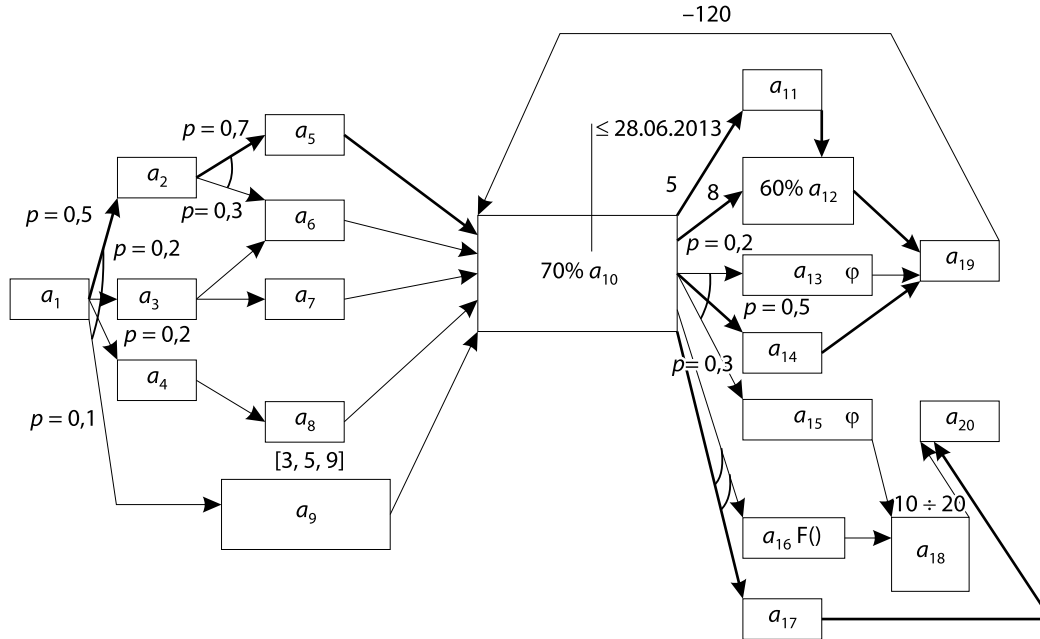 –120
a11
≤ 28.06.2013
p = 0,7
a5
a2
5
8
60% a12
p = 0,3
a6
p = 0,5
p = 0,2
p = 0,2
a19
a1
a3
a7
70% a10
a13 φ
p = 0,5
p = 0,2
a14
p = 0,3
a4
p = 0,1
a8
a15 φ
a20
[3, 5, 9]
10 ÷ 20
a9
a16 F()
a18
a17